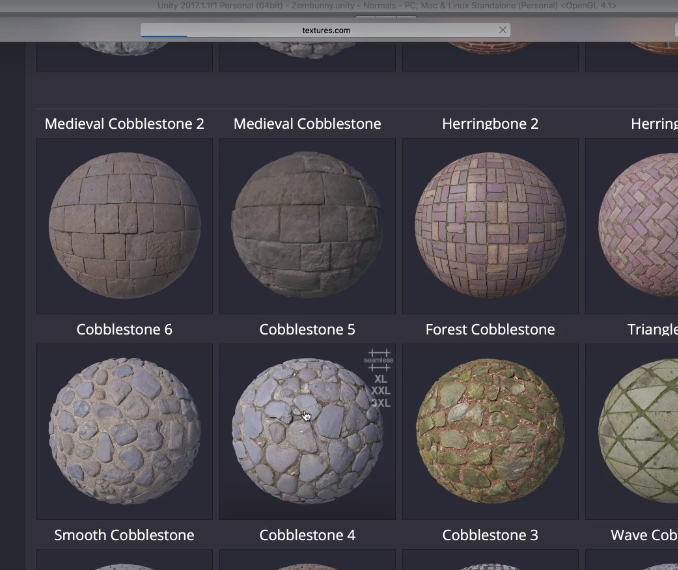 Unity 2017.1.1f1 Personal (64bit) - Zombunny.unity - Normals - PC, Mac & Linux Standalone (Personal) <OpenGL 4.1>
textures.com
Medieval Cobblestone 2 Medieval Cobblestone Herringbone 2 Herring
Cobblestone 6 Cobblestone 5 Forest Cobblestone Triangle
seamless
XL
XXL
3XL
Smooth Cobblestone Cobblestone 4 Cobblestone 3 Wave Cob